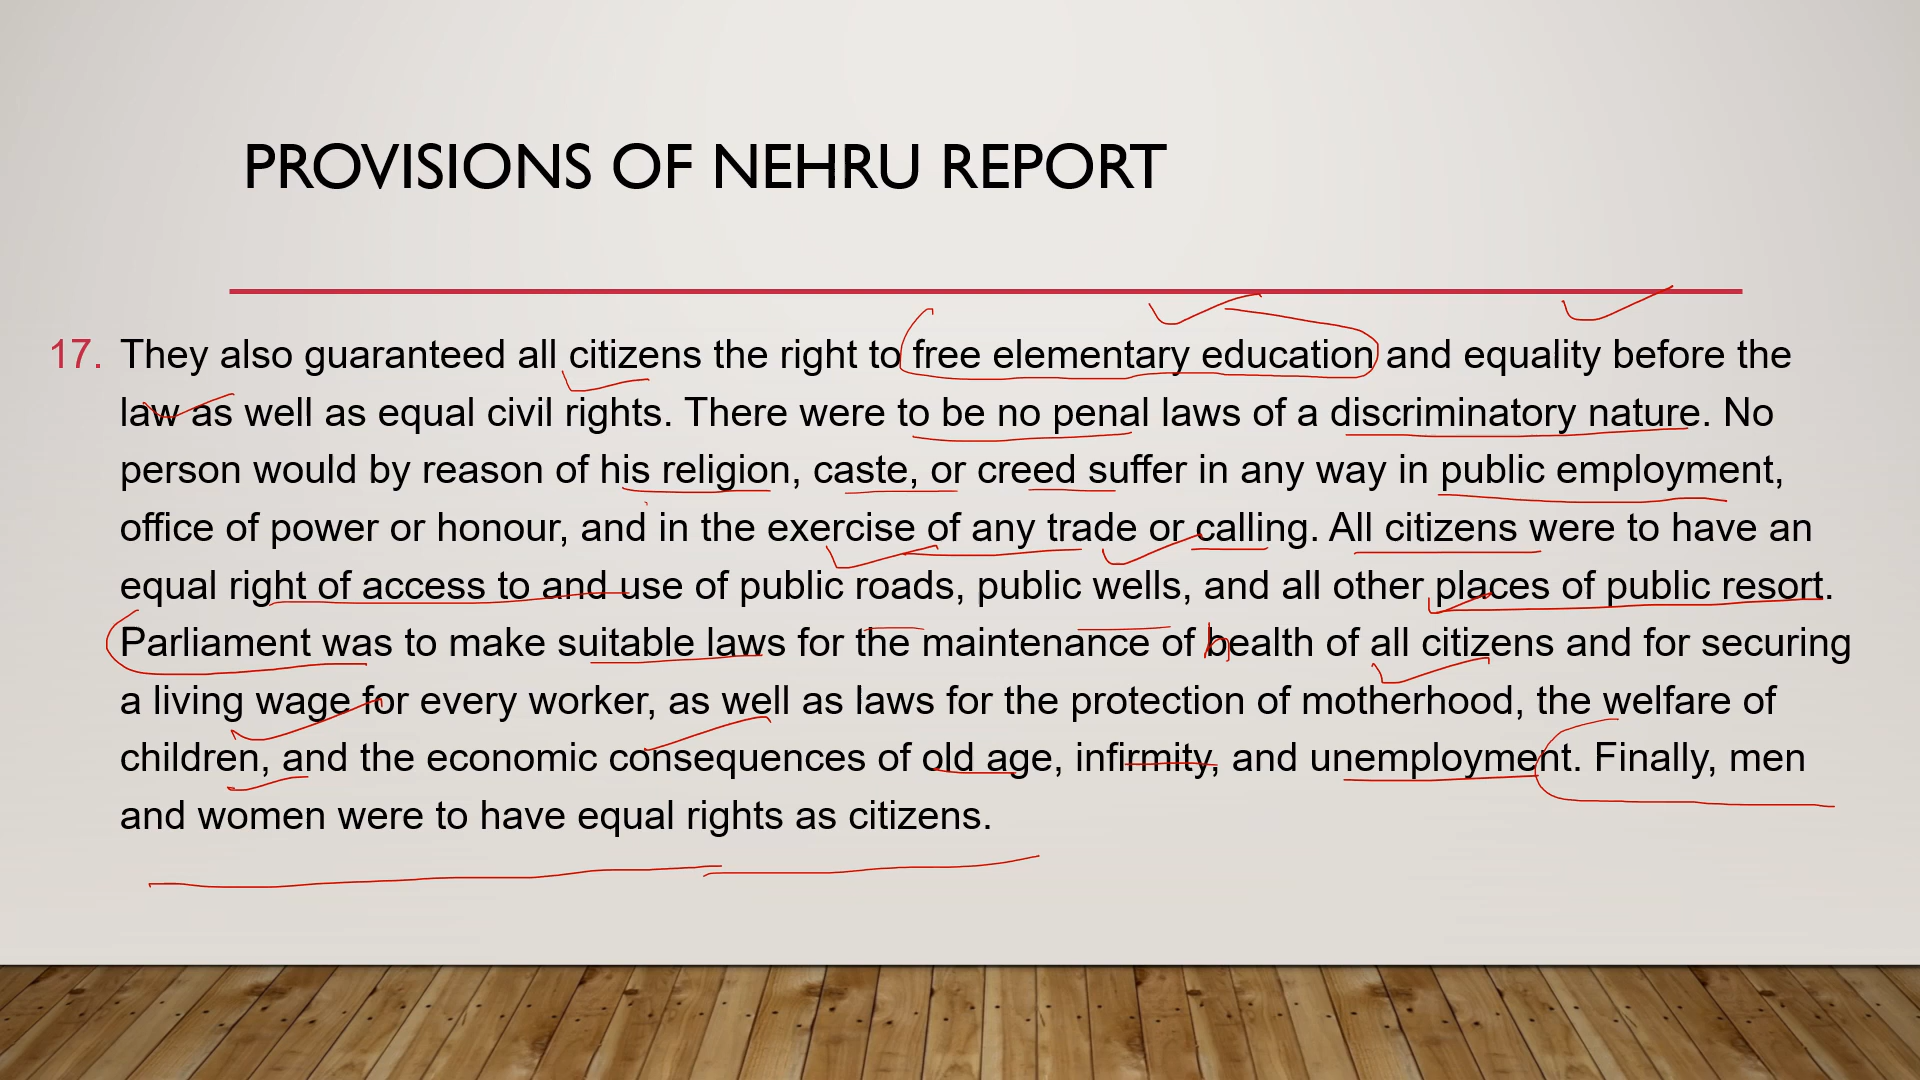 PROVISIONS OF NEHRU REPORT
17. They also guaranteed all citizens the right to free elementary education and equality before the
law as well as equal civil rights. There were to be no penal laws of a discriminatory nature. No
person would by reason of his religion, caste, or creed suffer in any way in public employment,
office of power or honour, and in the exercise of any trade or calling. All citizens were to have an
equal right of access to and use of public roads, public wells, and all other places of public resort.
Parliament was to make suitable laws for the maintenance of health of all citizens and for securing
a living wage for every worker, as well as laws for the protection of motherhood, the welfare of
children, and the economic consequences of old age, infirmity, and unemployment. Finally, men
and women were to have equal rights as citizens.